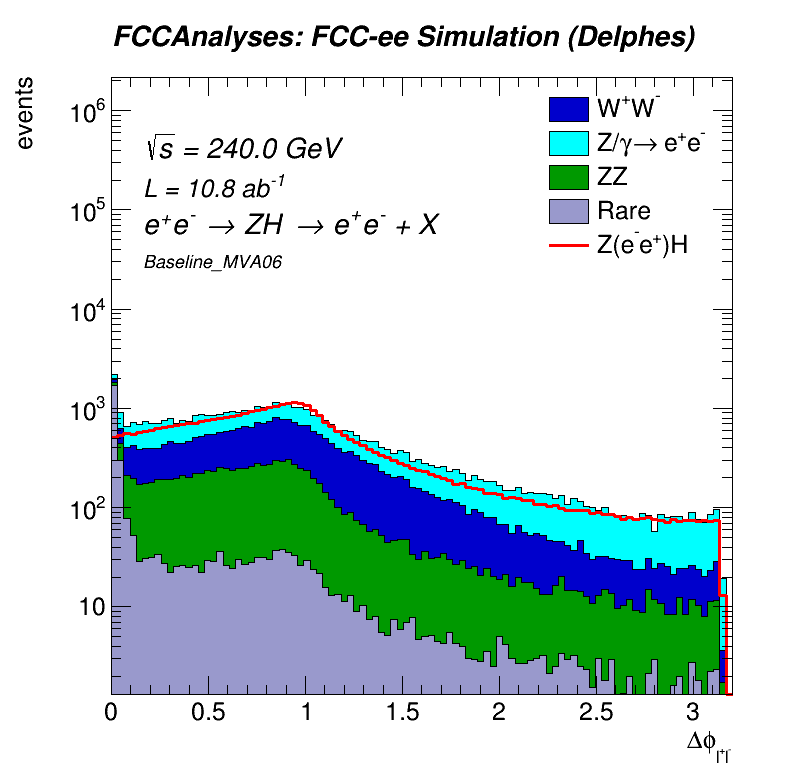 FCCAnalyses: FCC-ee Simulation (Delphes)
events
√s = 240.0 GeV
L = 10.8 ab⁻¹
e⁺e⁻ → ZH → e⁺e⁻ + X
Baseline_MVA06
W⁺W⁻
Z/γ→ e⁺e⁻
ZZ
Rare
Z(e⁻e⁺)H
10⁶
10⁵
10⁴
10³
10²
10
0 0.5 1 1.5 2 2.5 3
Δϕ l⁺l⁻